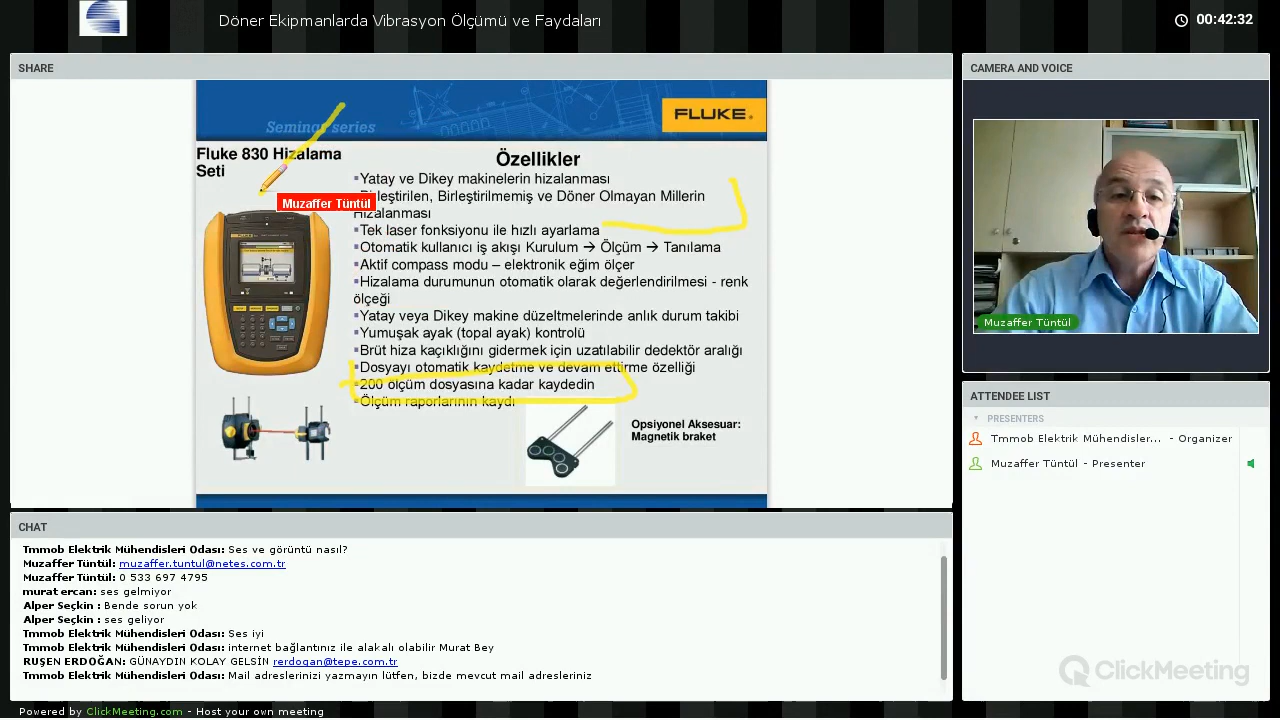 Döner Ekipmanlarda Vibrasyon Ölçümü ve Faydaları
00:42:32
SHARE
Seminar series
FLUKE®
Fluke 830 Hizalama
Seti
Muzaffer Tüntül
Özellikler
▪Yatay ve Dikey makinelerin hizalanması
▪Birleştirilen, Birleştirilmemiş ve Döner Olmayan Millerin
Hizalanması
▪Tek laser fonksiyonu ile hızlı ayarlama
▪Otomatik kullanıcı iş akışı Kurulum → Ölçüm → Tanılama
▪Aktif compass modu – elektronik eğim ölçer
▪Hizalama durumunun otomatik olarak değerlendirilmesi - renk
ölçeği
▪Yatay veya Dikey makine düzeltmelerinde anlık durum takibi
▪Yumuşak ayak (topal ayak) kontrolü
▪Brüt hiza kaçıklığını gidermek için uzatılabilir dedektör aralığı
▪Dosyayı otomatik kaydetme ve devam ettirme özelliği
▪200 ölçüm dosyasına kadar kaydedin
▪Ölçüm raporlarının kaydı
Opsiyonel Aksesuar:
Magnetik braket
CAMERA AND VOICE
Muzaffer Tüntül
ATTENDEE LIST
PRESENTERS
Tmmob Elektrik Mühendisler... - Organizer
Muzaffer Tüntül - Presenter
CHAT
Tmmob Elektrik Mühendisleri Odası: Ses ve görüntü nasıl?
Muzaffer Tüntül: muzaffer.tuntul@netes.com.tr
Muzaffer Tüntül: 0 533 697 4795
murat ercan: ses gelmiyor
Alper Seçkin : Bende sorun yok
Alper Seçkin : ses geliyor
Tmmob Elektrik Mühendisleri Odası: Ses iyi
Tmmob Elektrik Mühendisleri Odası: internet bağlantınız ile alakalı olabilir Murat Bey
RUŞEN ERDOĞAN: GÜNAYDIN KOLAY GELSİN rerdogan@tepe.com.tr
Tmmob Elektrik Mühendisleri Odası: Mail adreslerinizi yazmayın lütfen, bizde mevcut mail adresleriniz
ClickMeeting
Powered by ClickMeeting.com - Host your own meeting